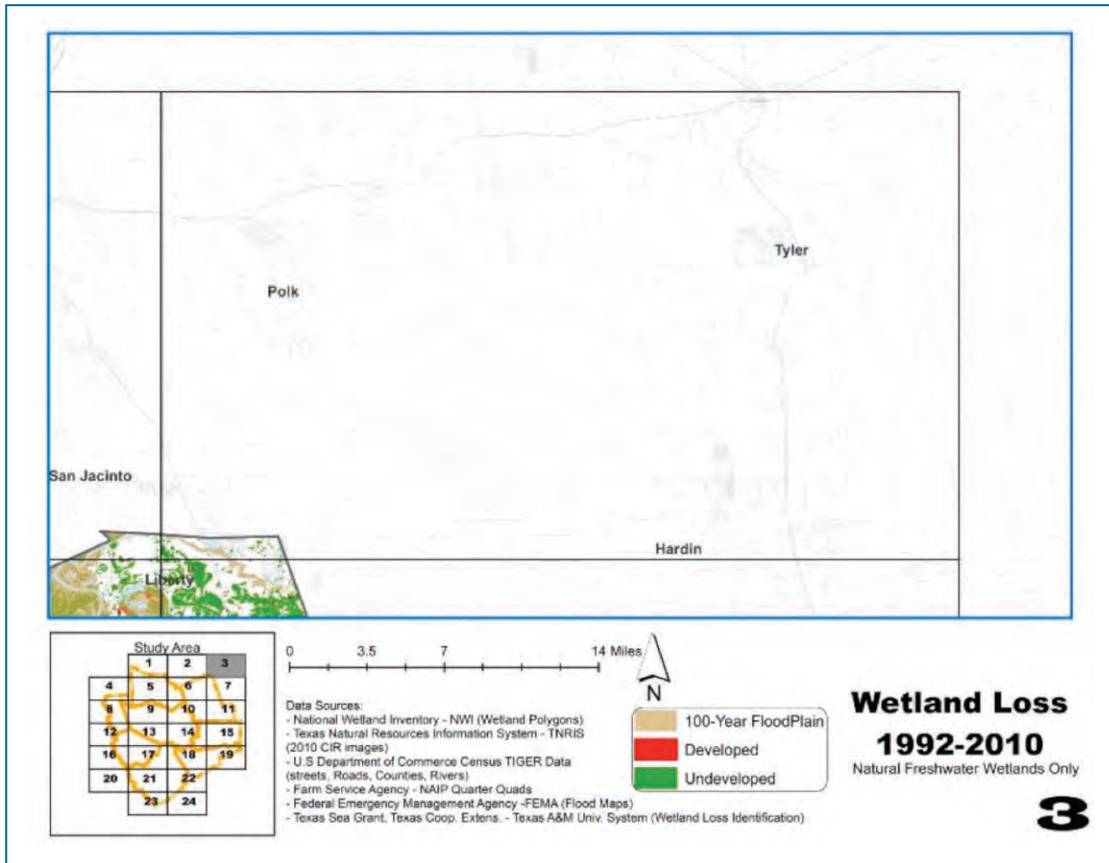 Tyler
Polk
San Jacinto
Hardin
Liberty
Study Area
1 2 3
4 5 6 7
8 9 10 11
12 13 14 15
16 17 18 19
20 21 22
23 24
0 3.5 7 14 Miles
N
Data Sources:
- National Wetland Inventory - NWI (Wetland Polygons)
- Texas Natural Resources Information System - TNRIS
(2010 CIR images)
- U.S Department of Commerce Census TIGER Data
(streets, Roads, Counties, Rivers)
- Farm Service Agency - NAIP Quarter Quads
- Federal Emergency Management Agency -FEMA (Flood Maps)
- Texas Sea Grant, Texas Coop. Extens. - Texas A&M Univ. System (Wetland Loss Identification)
100-Year FloodPlain
Developed
Undeveloped
Wetland Loss
1992-2010
Natural Freshwater Wetlands Only
3